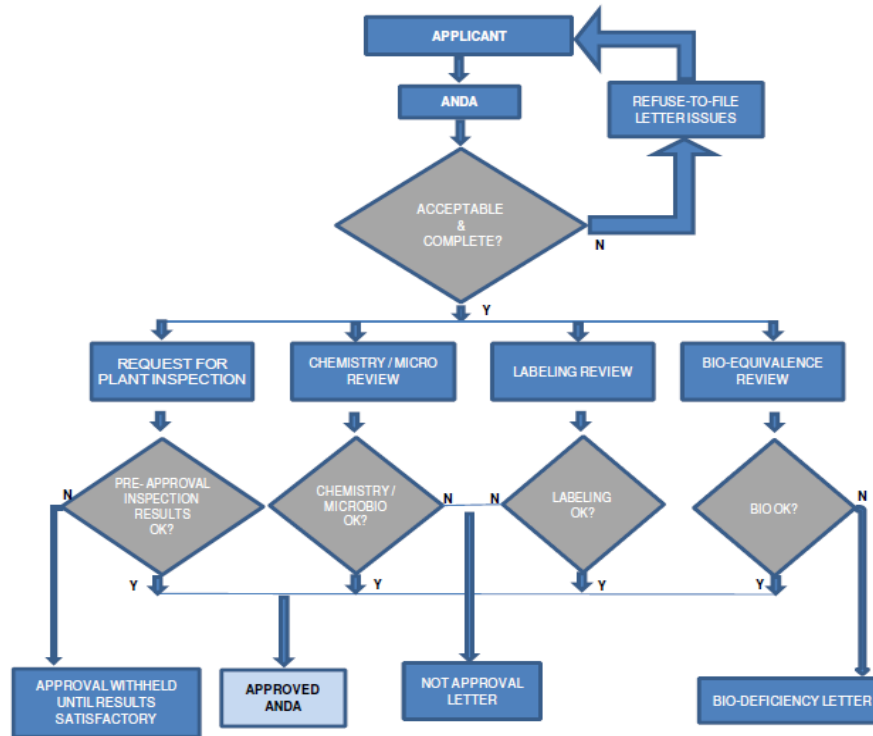 APPLICANT
ANDA
REFUSE-TO-FILE
LETTER ISSUES
ACCEPTABLE
&
COMPLETE?
N
Y
REQUEST FOR
PLANT INSPECTION
CHEMISTRY / MICRO
REVIEW
LABELING REVIEW
BIO-EQUIVALENCE
REVIEW
N
PRE- APPROVAL
INSPECTION
RESULTS
OK?
CHEMISTRY /
MICROBIO
OK?
N
N
LABELING
OK?
BIO OK?
N
Y
Y
Y
Y
APPROVAL WITHHELD
UNTIL RESULTS
SATISFACTORY
APPROVED
ANDA
NOT APPROVAL
LETTER
BIO-DEFICIENCY LETTER